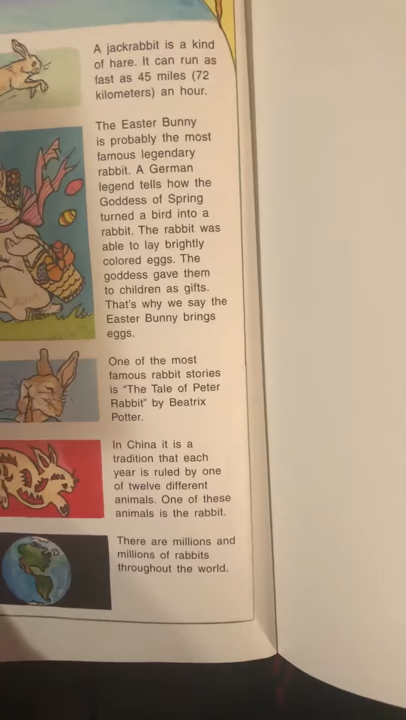 A jackrabbit is a kind
of hare. It can run as
fast as 45 miles (72
kilometers) an hour.
The Easter Bunny
is probably the most
famous legendary
rabbit. A German
legend tells how the
Goddess of Spring
turned a bird into a
rabbit. The rabbit was
able to lay brightly
colored eggs. The
goddess gave them
to children as gifts.
That's why we say the
Easter Bunny brings
eggs.
One of the most
famous rabbit stories
is “The Tale of Peter
Rabbit” by Beatrix
Potter.
In China it is a
tradition that each
year is ruled by one
of twelve different
animals. One of these
animals is the rabbit.
There are millions and
millions of rabbits
throughout the world.